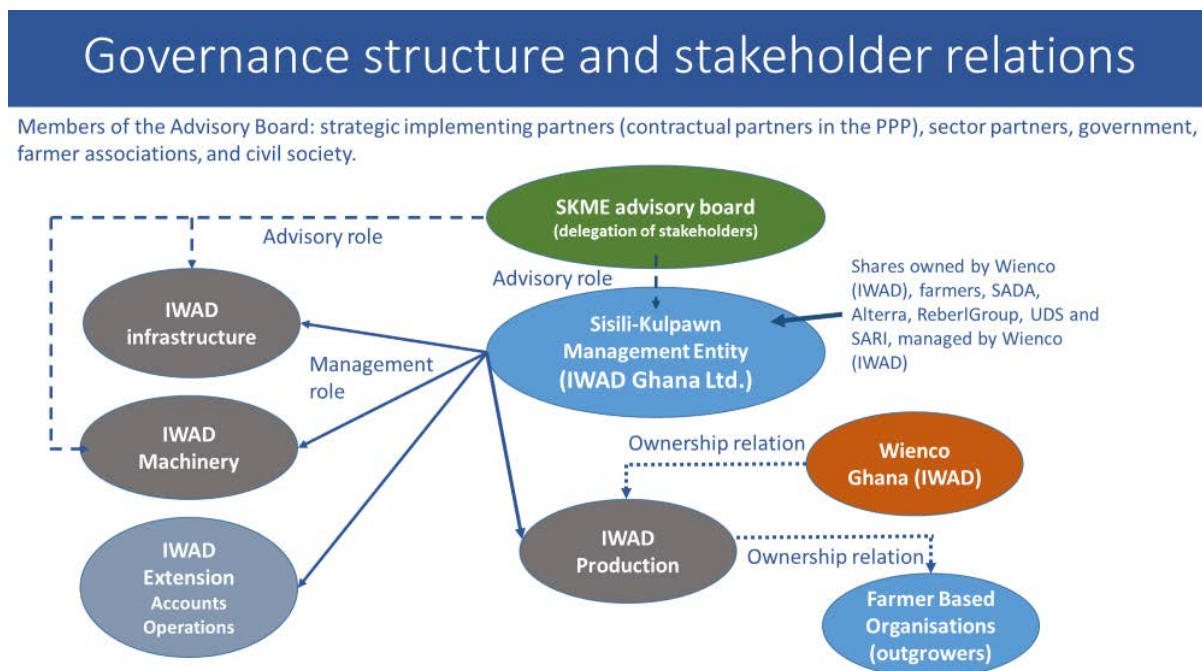 Governance structure and stakeholder relations
Members of the Advisory Board: strategic implementing partners (contractual partners in the PPP), sector partners, government,
farmer associations, and civil society.
SKME advisory board
(delegation of stakeholders)
Advisory role
Advisory role
Shares owned by Wienco
(IWAD), farmers, SADA,
Alterra, ReberlGroup, UDS and
SARI, managed by Wienco
(IWAD)
IWAD
infrastructure
Sisili-Kulpawn
Management Entity
(IWAD Ghana Ltd.)
Management
role
IWAD
Machinery
Ownership relation
Wienco
Ghana (IWAD)
IWAD
Production
Ownership relation
IWAD
Extension
Accounts
Operations
Farmer Based
Organisations
(outgrowers)